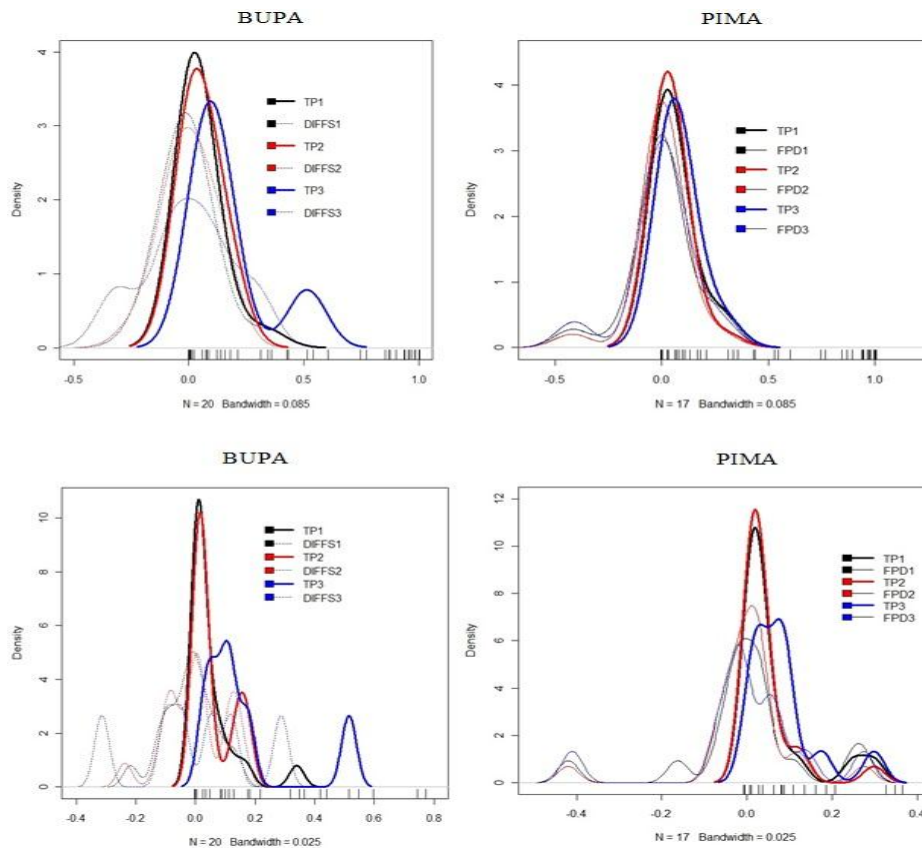 BUPA
Density
0
1
2
3
4
-0.5
0.0
0.5
1.0
TP1
DIFFS1
TP2
DIFFS2
TP3
DIFFS3
N = 20 Bandwidth = 0.085
PIMA
Density
0
1
2
3
4
-0.5
0.0
0.5
1.0
TP1
FPD1
TP2
FPD2
TP3
FPD3
N = 17 Bandwidth = 0.085
BUPA
Density
0
2
4
6
8
10
-0.4
-0.2
0.0
0.2
0.4
0.6
0.8
TP1
DIFFS1
TP2
DIFFS2
TP3
DIFFS3
N = 20 Bandwidth = 0.025
PIMA
Density
0
2
4
6
8
10
12
-0.4
-0.2
0.0
0.2
0.4
TP1
FPD1
TP2
FPD2
TP3
FPD3
N = 17 Bandwidth = 0.025